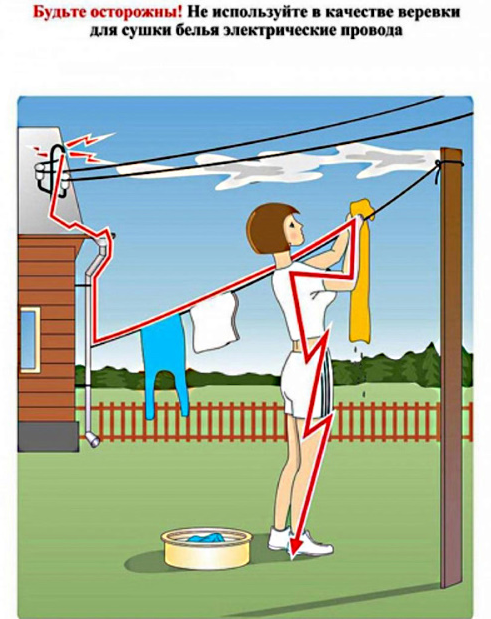 Будьте осторожны! Не используйте в качестве веревки
для сушки белья электрические провода